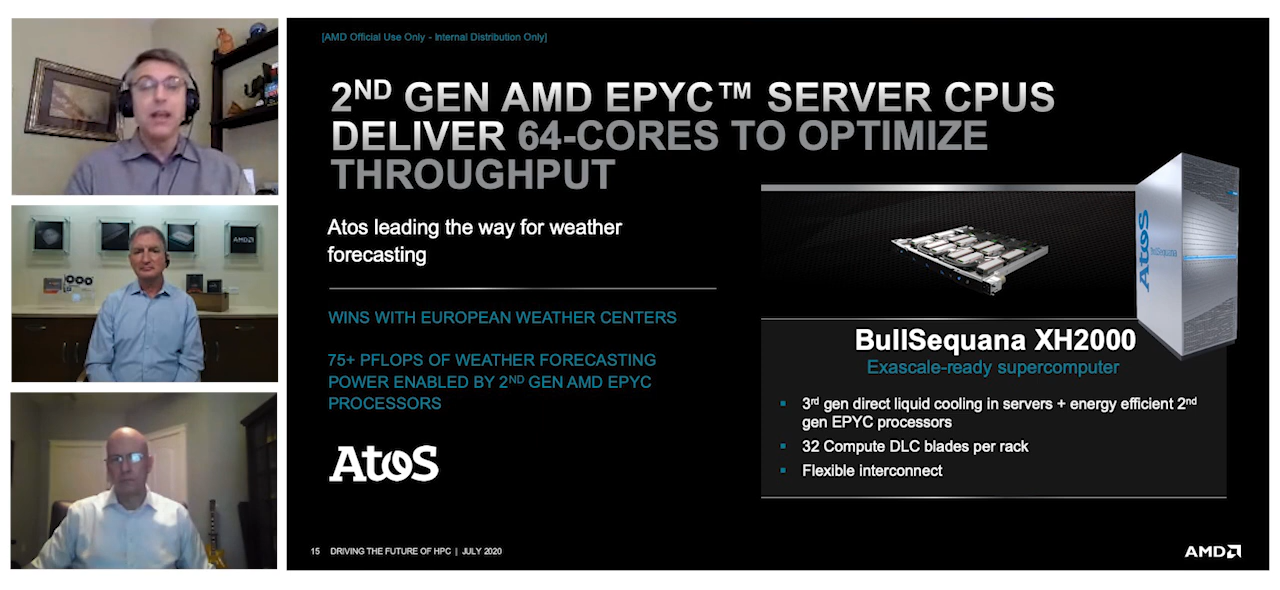 [AMD Official Use Only - Internal Distribution Only]
2ND GEN AMD EPYC™ SERVER CPUS
DELIVER 64-CORES TO OPTIMIZE
THROUGHPUT
Atos leading the way for weather
forecasting
WINS WITH EUROPEAN WEATHER CENTERS
75+ PFLOPS OF WEATHER FORECASTING
POWER ENABLED BY 2ND GEN AMD EPYC
PROCESSORS
Atos
Atos
BullSequana
BullSequana XH2000
Exascale-ready supercomputer
▪ 3rd gen direct liquid cooling in servers + energy efficient 2nd
gen EPYC processors
▪ 32 Compute DLC blades per rack
▪ Flexible interconnect
15 DRIVING THE FUTURE OF HPC | JULY 2020
AMD
AMD